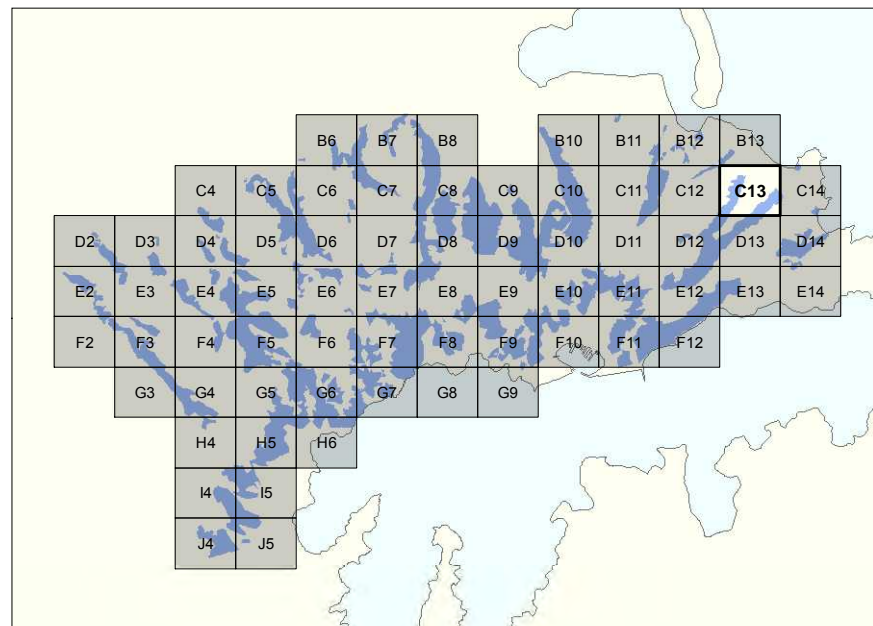 B6 B7 B8 B10 B11 B12 B13
C4 C5 C6 C7 C8 C9 C10 C11 C12 C13 C14
D2 D3 D4 D5 D6 D7 D8 D9 D10 D11 D12 D13 D14
E2 E3 E4 E5 E6 E7 E8 E9 E10 E11 E12 E13 E14
F2 F3 F4 F5 F6 F7 F8 F9 F10 F11 F12
G3 G4 G5 G6 G7 G8 G9
H4 H5 H6
I4 I5
J4 J5